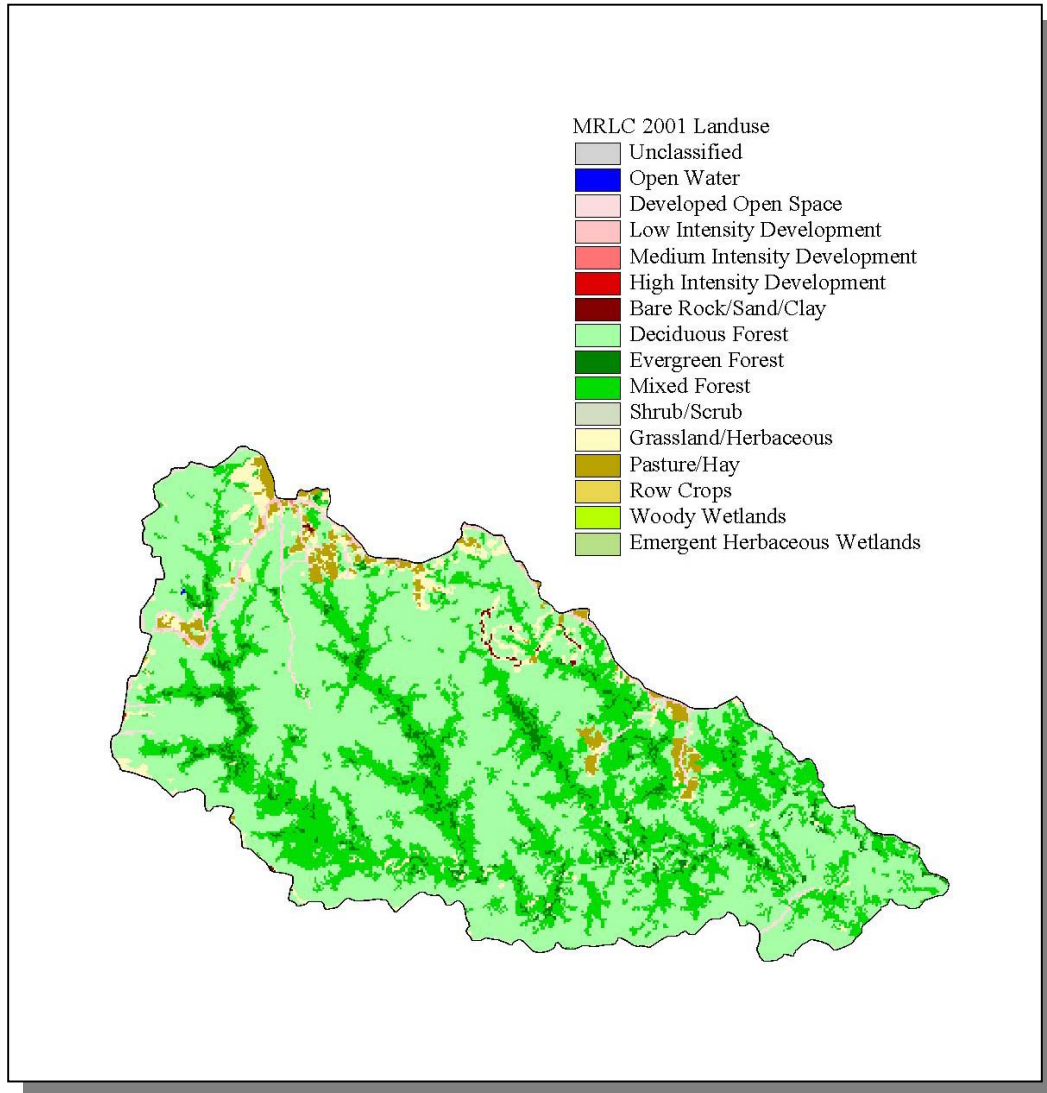 MRLC 2001 Landuse
Unclassified
Open Water
Developed Open Space
Low Intensity Development
Medium Intensity Development
High Intensity Development
Bare Rock/Sand/Clay
Deciduous Forest
Evergreen Forest
Mixed Forest
Shrub/Scrub
Grassland/Herbaceous
Pasture/Hay
Row Crops
Woody Wetlands
Emergent Herbaceous Wetlands